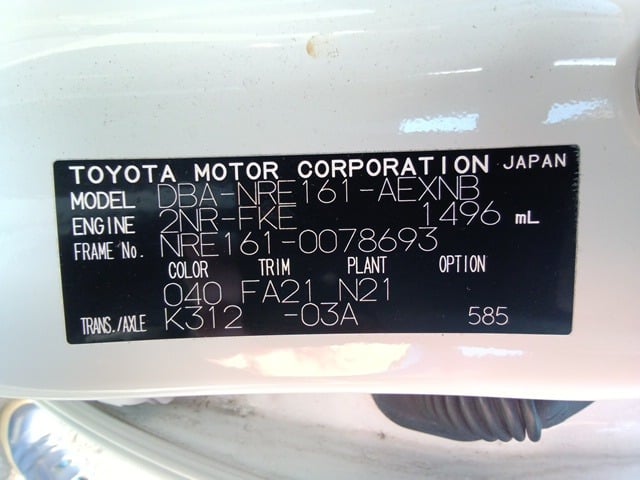 TOYOTA MOTOR CORPORATION JAPAN
MODEL DBA-NRE161-AEXNB
ENGINE 2NR-FKE 1496 mL
FRAME No. NRE161-0078693
COLOR TRIM PLANT OPTION
040 FA21 N21
TRANS./AXLE K312 -03A 585